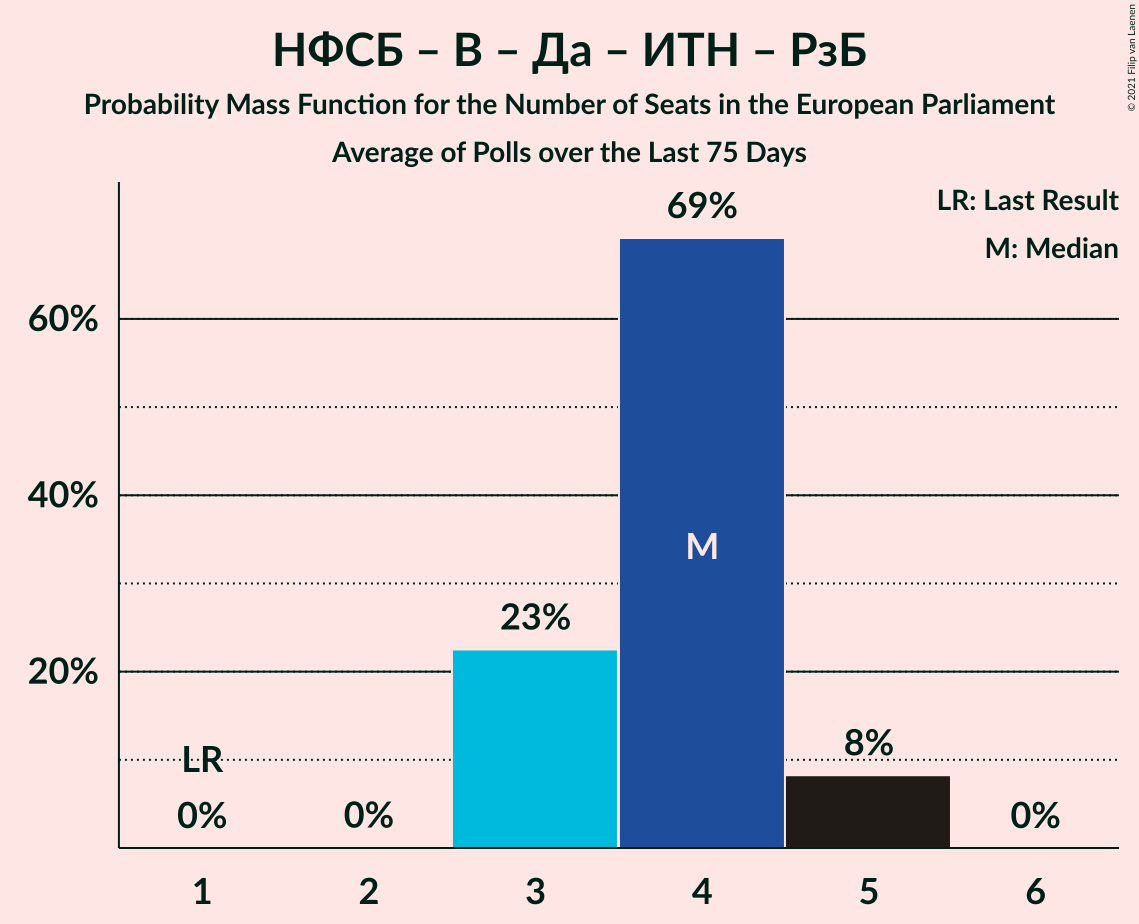 НФСБ – В – Да – ИТН – РзБ
Probability Mass Function for the Number of Seats in the European Parliament
Average of Polls over the Last 75 Days
© 2021 Filip van Laenen
LR: Last Result
M: Median
69%
60%
40%
M
23%
20%
8%
LR
0%
0%
0%
1 2 3 4 5 6